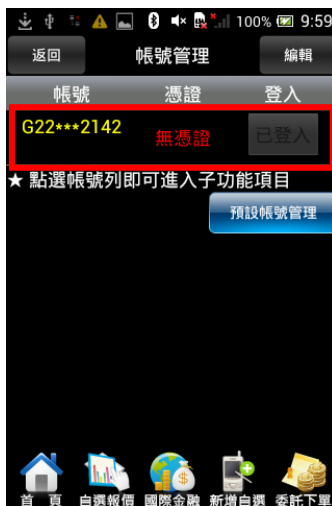 100% 9:59
返回 帳號管理 編輯
帳號 憑證 登入
G22***2142 無憑證 已登入
★ 點選帳號列即可進入子功能項目
預設帳號管理
首 頁 自選報價 國際金融 新增自選 委託下單